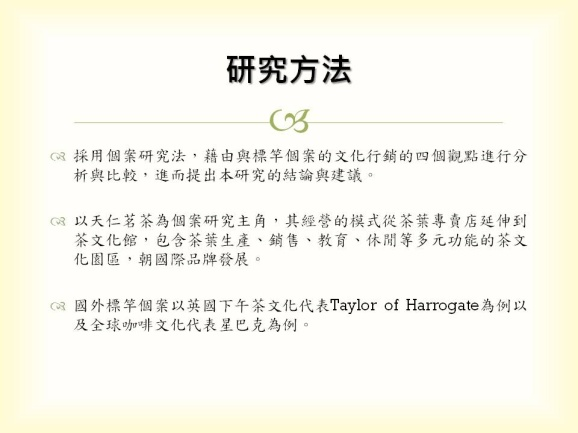 研究方法
採用個案研究法，藉由與標竿個案的文化行銷的四個觀點進行分
析與比較，進而提出本研究的結論與建議。
以天仁茗茶為個案研究主角，其經營的模式從茶葉專賣店延伸到
茶文化館，包含茶葉生產、銷售、教育、休閒等多元功能的茶文
化園區，朝國際品牌發展。
國外標竿個案以英國下午茶文化代表Taylor of Harrogate為例以
及全球咖啡文化代表星巴克為例。